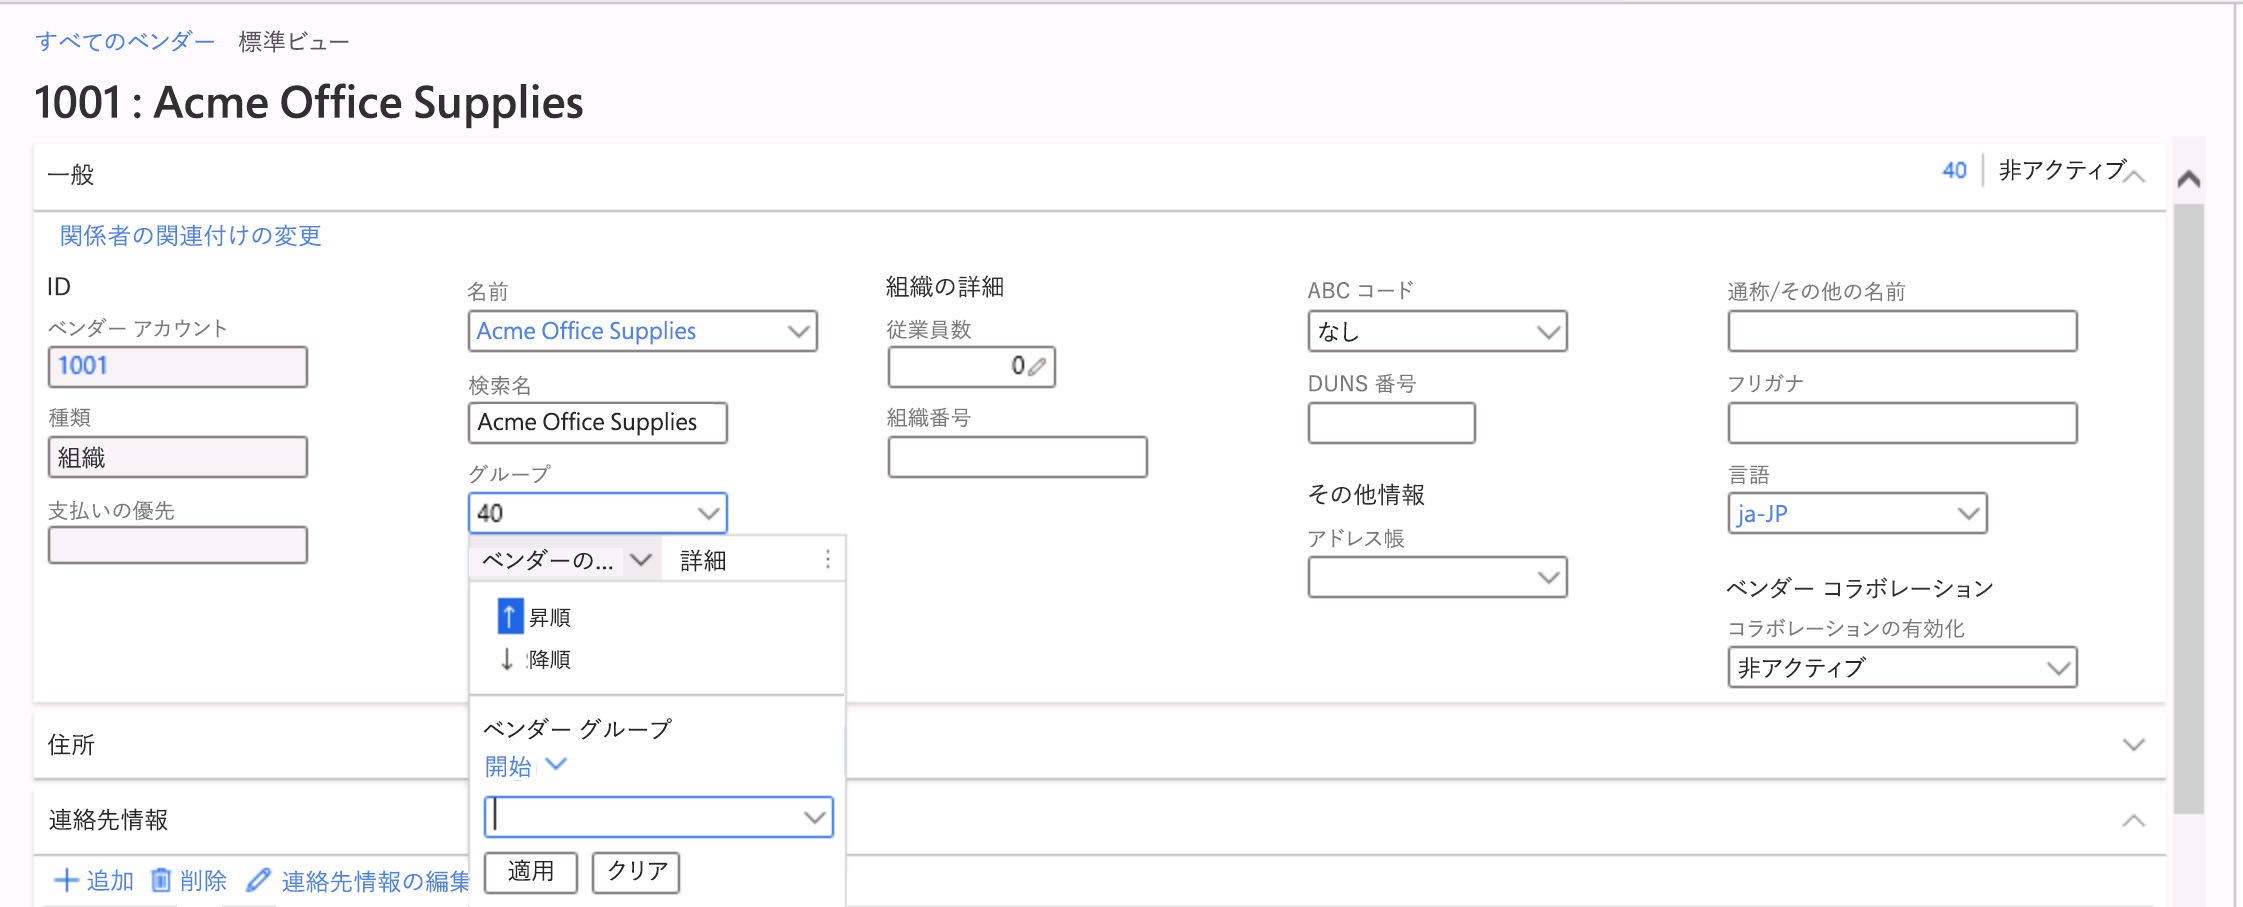 すべてのベンダー 標準ビュー
1001 : Acme Office Supplies
一般
40 非アクティブ
関係者の関連付けの変更
ID
ベンダー アカウント
1001
種類
組織
支払いの優先
名前
Acme Office Supplies
検索名
Acme Office Supplies
グループ
40
ベンダーの... 詳細
↑ 昇順
↓ 降順
ベンダー グループ
開始
適用 クリア
組織の詳細
従業員数
0
組織番号
ABC コード
なし
DUNS 番号
その他情報
アドレス帳
通称/その他の名前
フリガナ
言語
ja-JP
ベンダー コラボレーション
コラボレーションの有効化
非アクティブ
住所
連絡先情報
追加 削除 連絡先情報の編集